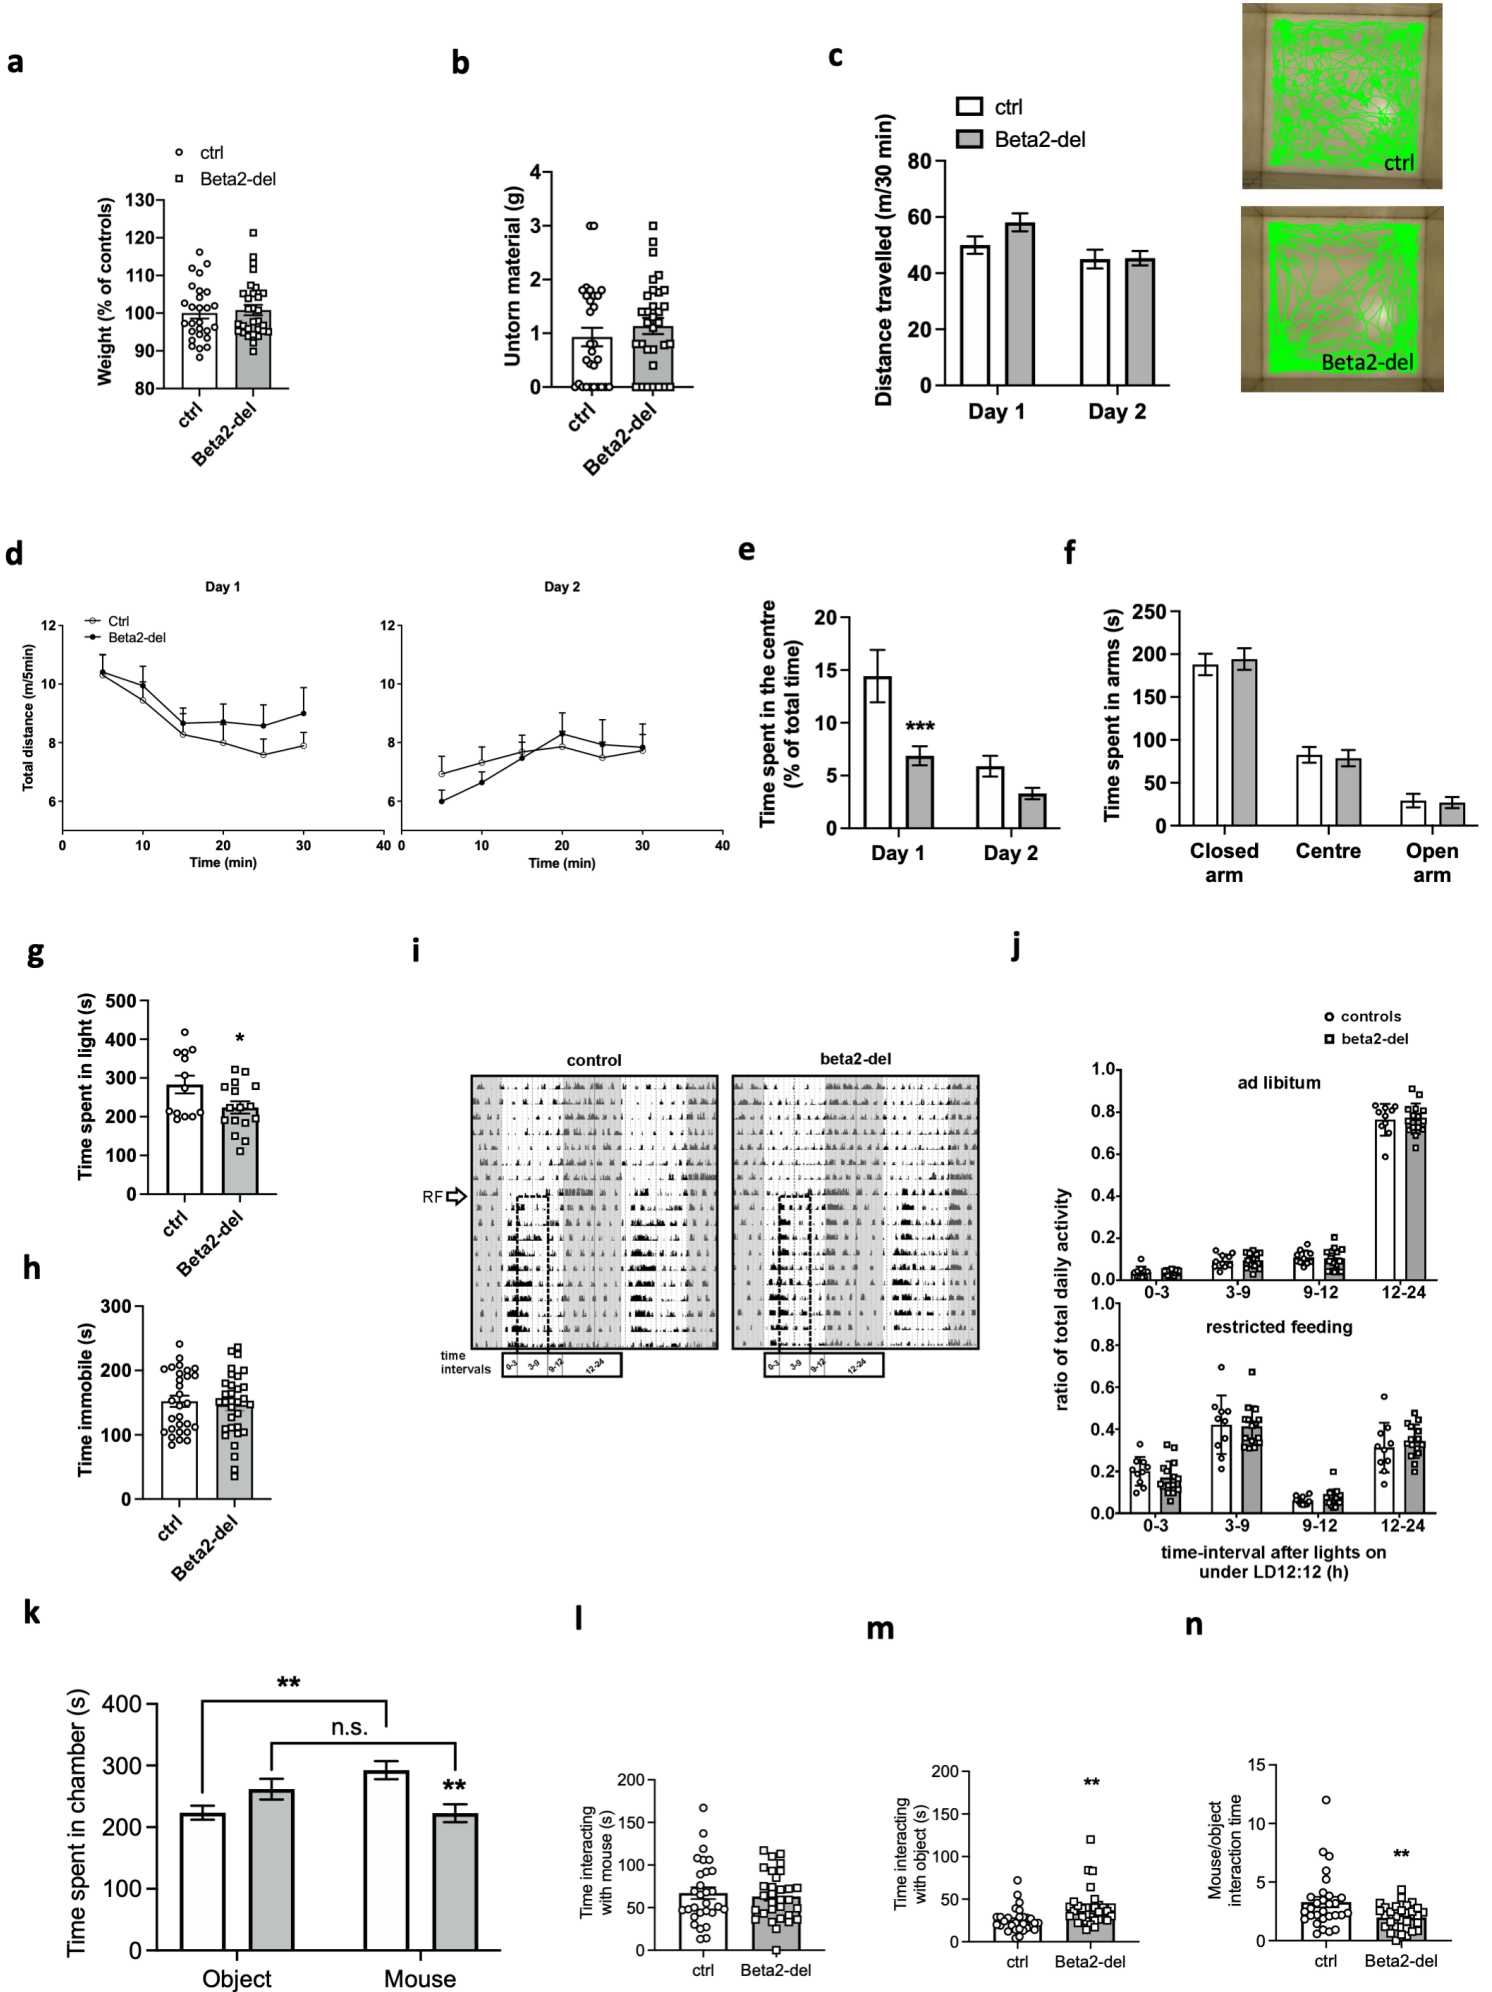 a
ctrl
Beta2-del
Weight (% of controls)
130
120
110
100
90
80
ctrl
Beta2-del
b
Untorn material (g)
4
3
2
1
0
ctrl
Beta2-del
c
ctrl
Beta2-del
Distance travelled (m/30 min)
80
60
40
20
0
Day 1
Day 2
ctrl
Beta2-del
d
Day 1
Ctrl
Beta2-del
Total distance (m/5min)
12
10
8
6
0
10
20
30
40
Time (min)
Day 2
12
10
8
6
0
10
20
30
40
Time (min)
e
Time spent in the centre
(% of total time)
20
15
10
5
0
***
Day 1
Day 2
f
Time spent in arms (s)
250
200
150
100
50
0
Closed
arm
Centre
Open
arm
g
Time spent in light (s)
500
400
300
200
100
0
*
ctrl
Beta2-del
h
Time immobile (s)
300
200
100
0
ctrl
Beta2-del
i
control
beta2-del
RF
time
intervals
0-3
3-9
9-12
12-24
0-3
3-9
9-12
12-24
j
controls
beta2-del
ratio of total daily activity
ad libitum
1.0
0.8
0.6
0.4
0.2
0.0
0-3
3-9
9-12
12-24
restricted feeding
1.0
0.8
0.6
0.4
0.2
0.0
0-3
3-9
9-12
12-24
time-interval after lights on
under LD12:12 (h)
k
Time spent in chamber (s)
400
300
200
100
0
**
n.s.
**
Object
Mouse
l
Time interacting
with mouse (s)
200
150
100
50
0
ctrl
Beta2-del
m
Time interacting
with object (s)
200
150
100
50
0
**
ctrl
Beta2-del
n
Mouse/object
interaction time
15
10
5
0
**
ctrl
Beta2-del